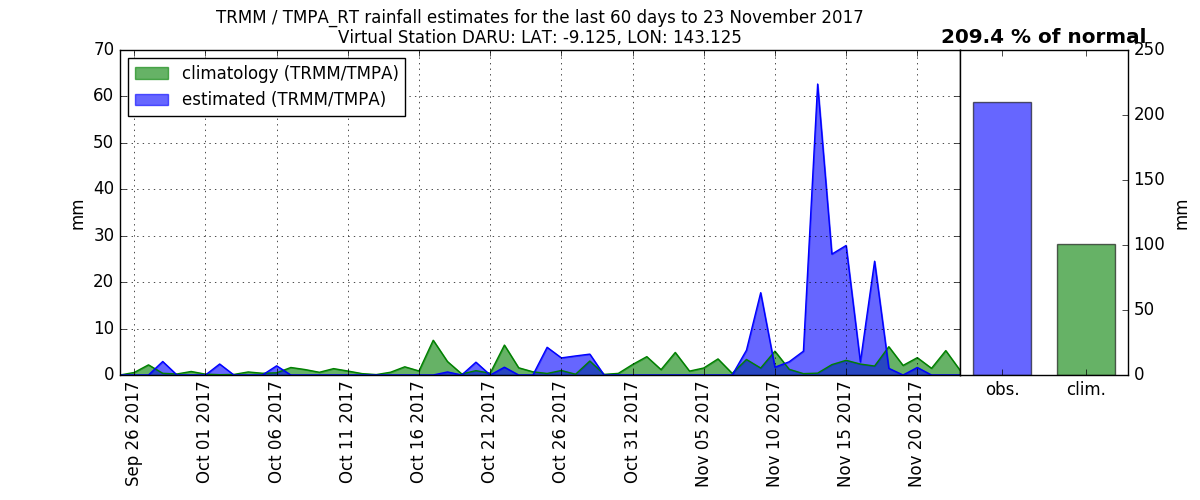 TRMM / TMPA_RT rainfall estimates for the last 60 days to 23 November 2017
Virtual Station DARU: LAT: -9.125, LON: 143.125
209.4 % of normal
climatology (TRMM/TMPA)
estimated (TRMM/TMPA)
70
60
50
40
30
20
10
0
mm
Sep 26 2017
Oct 01 2017
Oct 06 2017
Oct 11 2017
Oct 16 2017
Oct 21 2017
Oct 26 2017
Oct 31 2017
Nov 05 2017
Nov 10 2017
Nov 15 2017
Nov 20 2017
obs.
clim.
250
200
150
100
50
0
mm